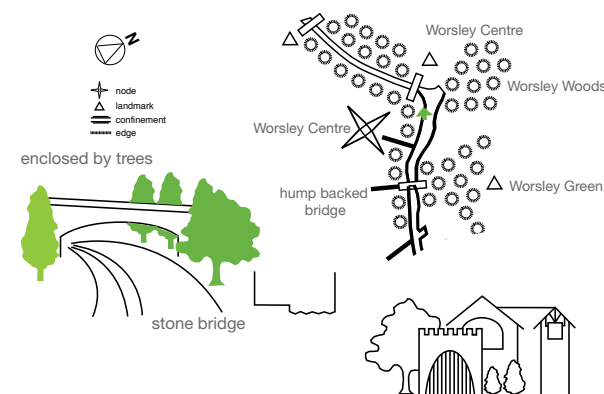 N
node
landmark
confinement
edge
enclosed by trees
stone bridge
Worsley Centre
Worsley Woods
Worsley Centre
hump backed
bridge
Worsley Green